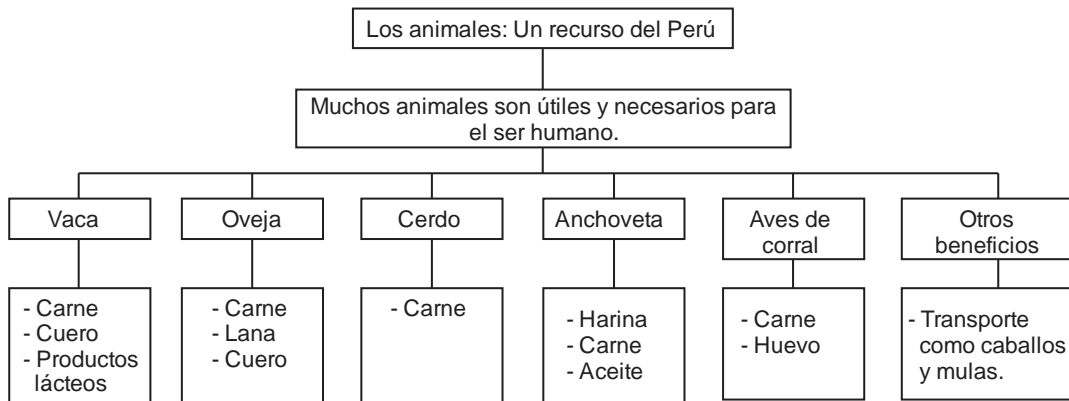 Los animales: Un recurso del Perú
Muchos animales son útiles y necesarios para
el ser humano.
Vaca
Oveja
Cerdo
Anchoveta
Aves de
corral
Otros
beneficios
- Carne
- Cuero
- Productos
lácteos
- Carne
- Lana
- Cuero
- Carne
- Harina
- Carne
- Aceite
- Carne
- Huevo
- Transporte
como caballos
y mulas.